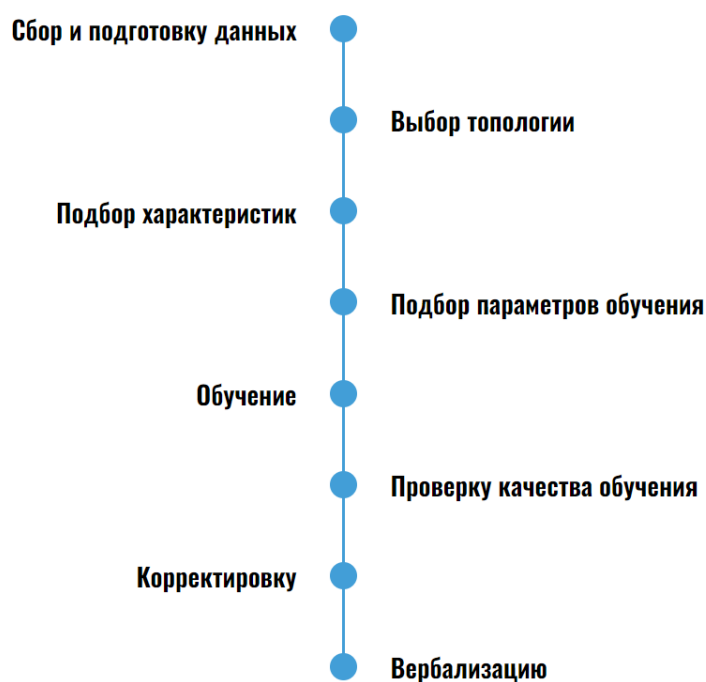 Сбор и подготовку данных
Выбор топологии
Подбор характеристик
Подбор параметров обучения
Обучение
Проверку качества обучения
Корректировку
Вербализацию